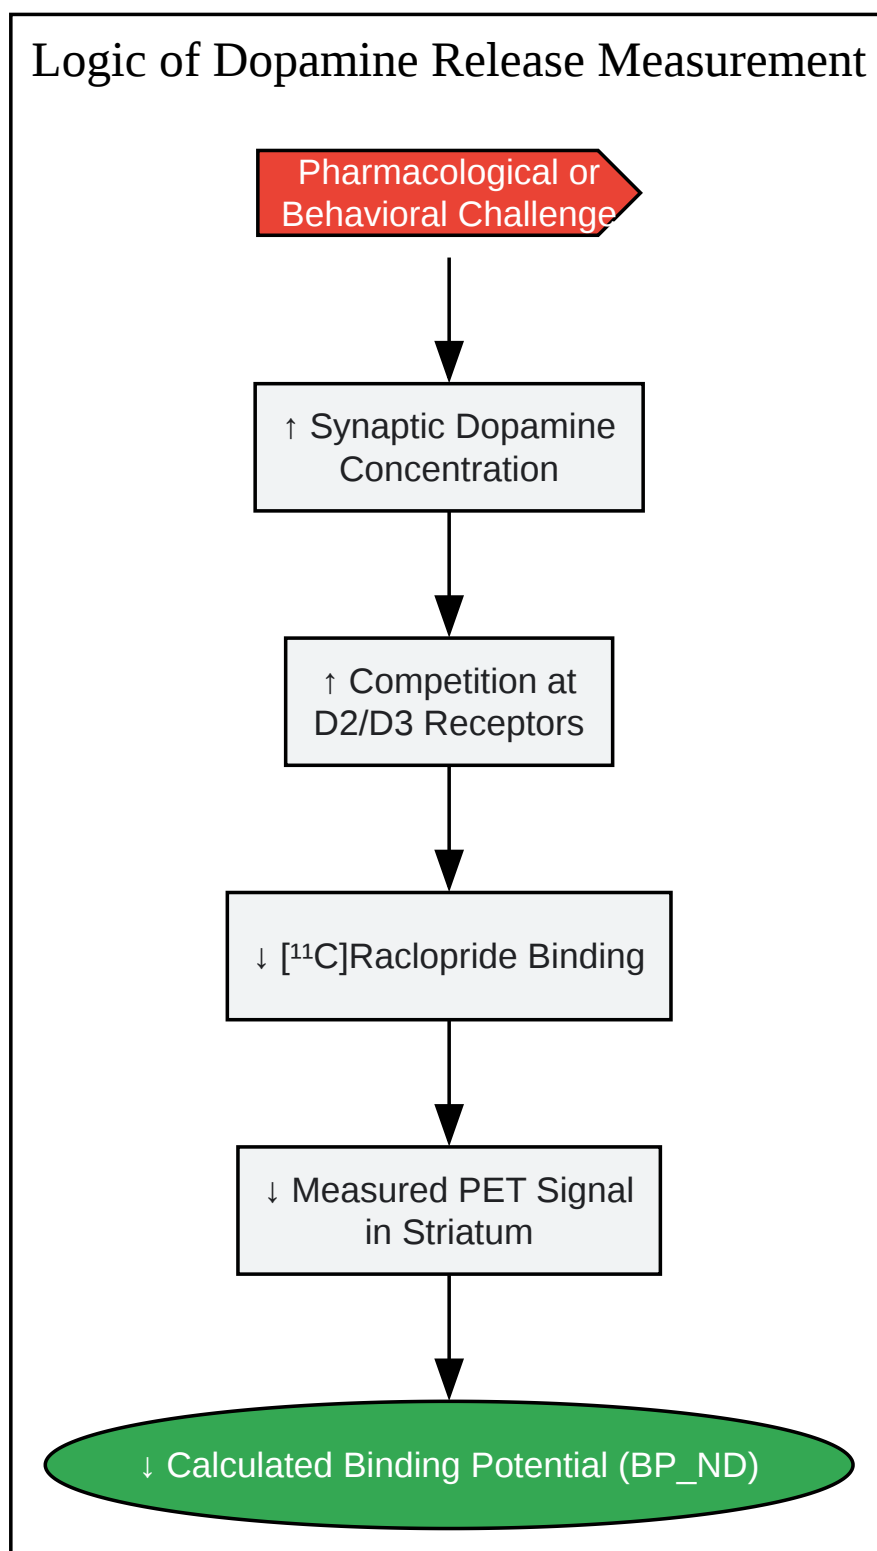 Logic of Dopamine Release Measurement
Pharmacological or
Behavioral Challenge
↑ Synaptic Dopamine
Concentration
↑ Competition at
D2/D3 Receptors
↓ [¹¹C]Raclopride Binding
↓ Measured PET Signal
in Striatum
↓ Calculated Binding Potential (BP_ND)